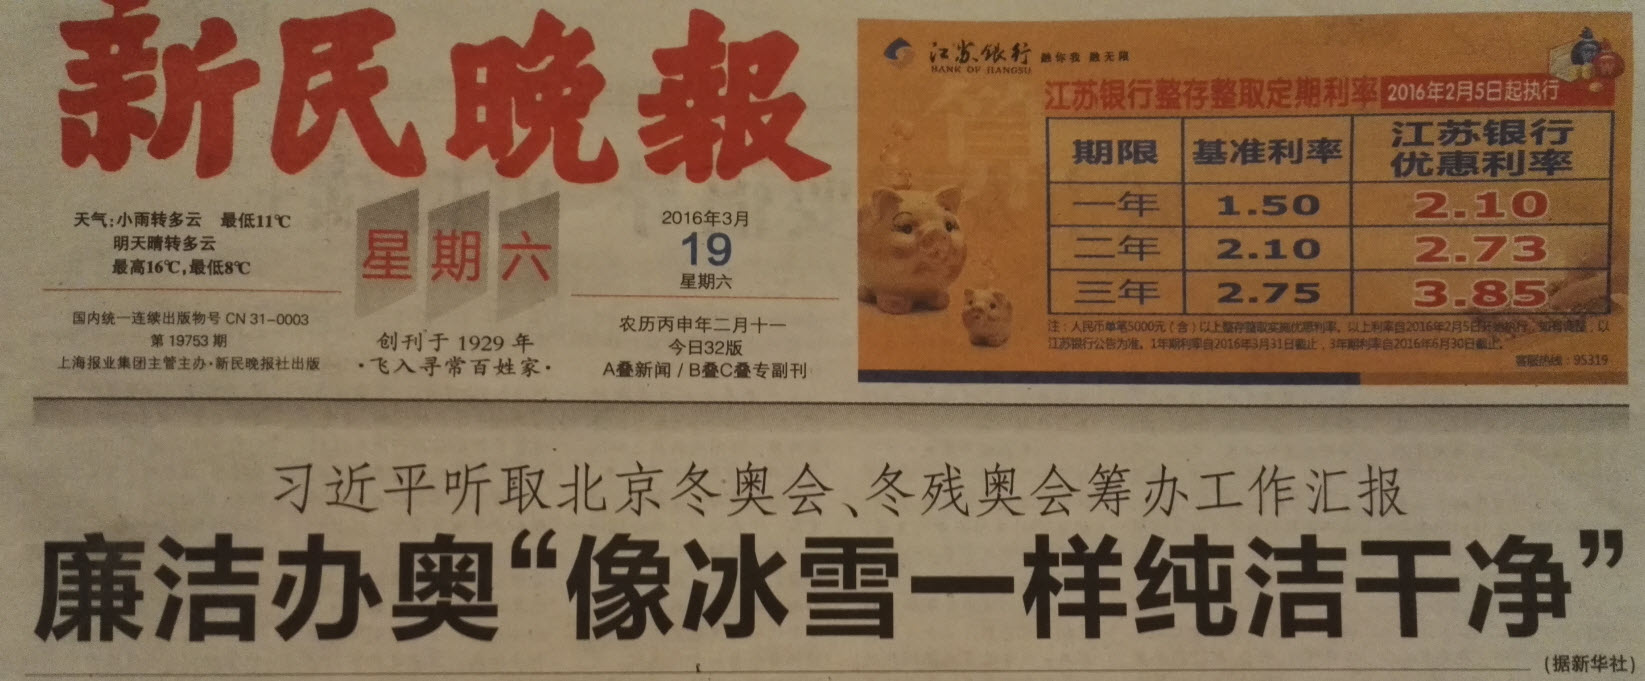 新民晚報
天气:小雨转多云 最低11℃
明天晴转多云
最高16℃,最低8℃
国内统一连续出版物号 CN 31-0003
第 19753 期
上海报业集团主管主办·新民晚报社出版
星期六
创刊于 1929 年
·飞入寻常百姓家·
2016年3月
19
星期六
农历丙申年二月十一
今日32版
A叠新闻 / B叠C叠专副刊
江苏银行 融你我 融无限
BANK OF JIANGSU
江苏银行整存整取定期利率 2016年2月5日起执行
期限 基准利率 江苏银行
优惠利率
一年 1.50 2.10
二年 2.10 2.73
三年 2.75 3.85
注:人民币单笔5000元(含)以上整存整取实施优惠利率。以上利率自2016年2月5日开始执行,如有调整,以
江苏银行公告为准。1年期利率自2016年3月31日截止,3年期利率自2016年6月30日截止。
客服热线:95319
习近平听取北京冬奥会、冬残奥会筹办工作汇报
廉洁办奥“像冰雪一样纯洁干净”
(据新华社)